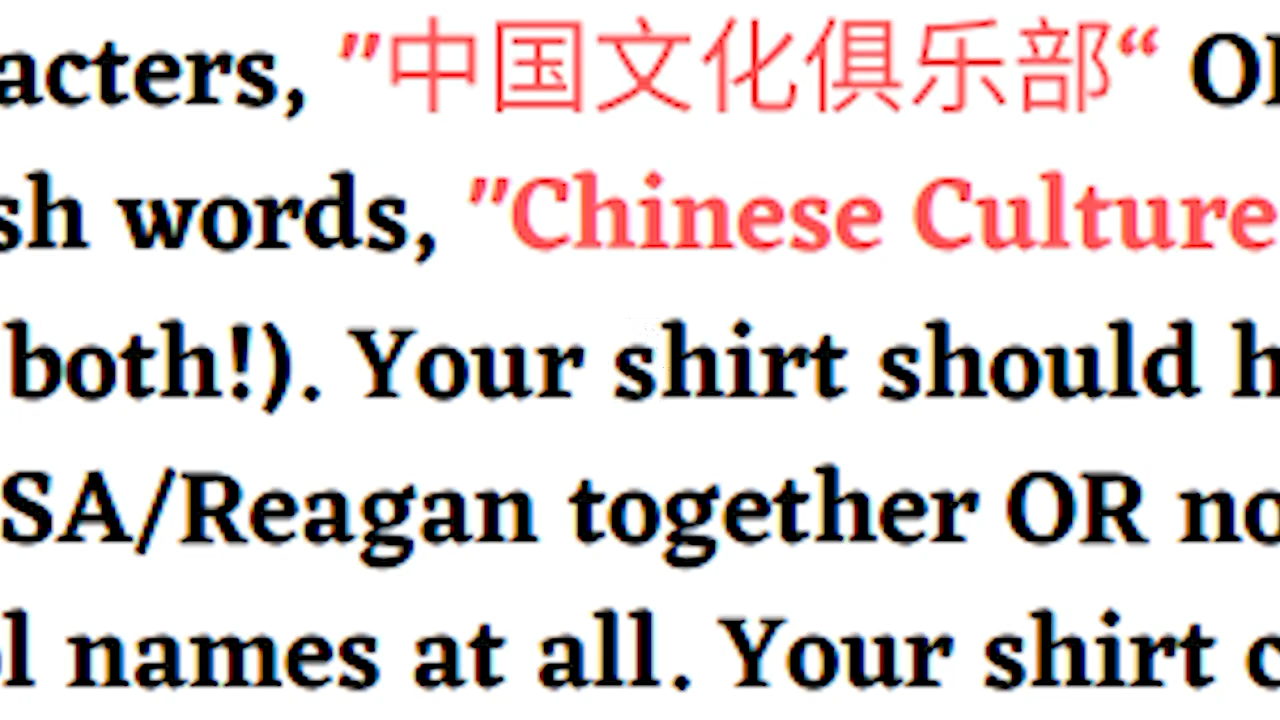 acters, "中国文化俱乐部“ OR
sh words, "Chinese Culture
both!). Your shirt should h
SA/Reagan together OR no
l names at all. Your shirt c